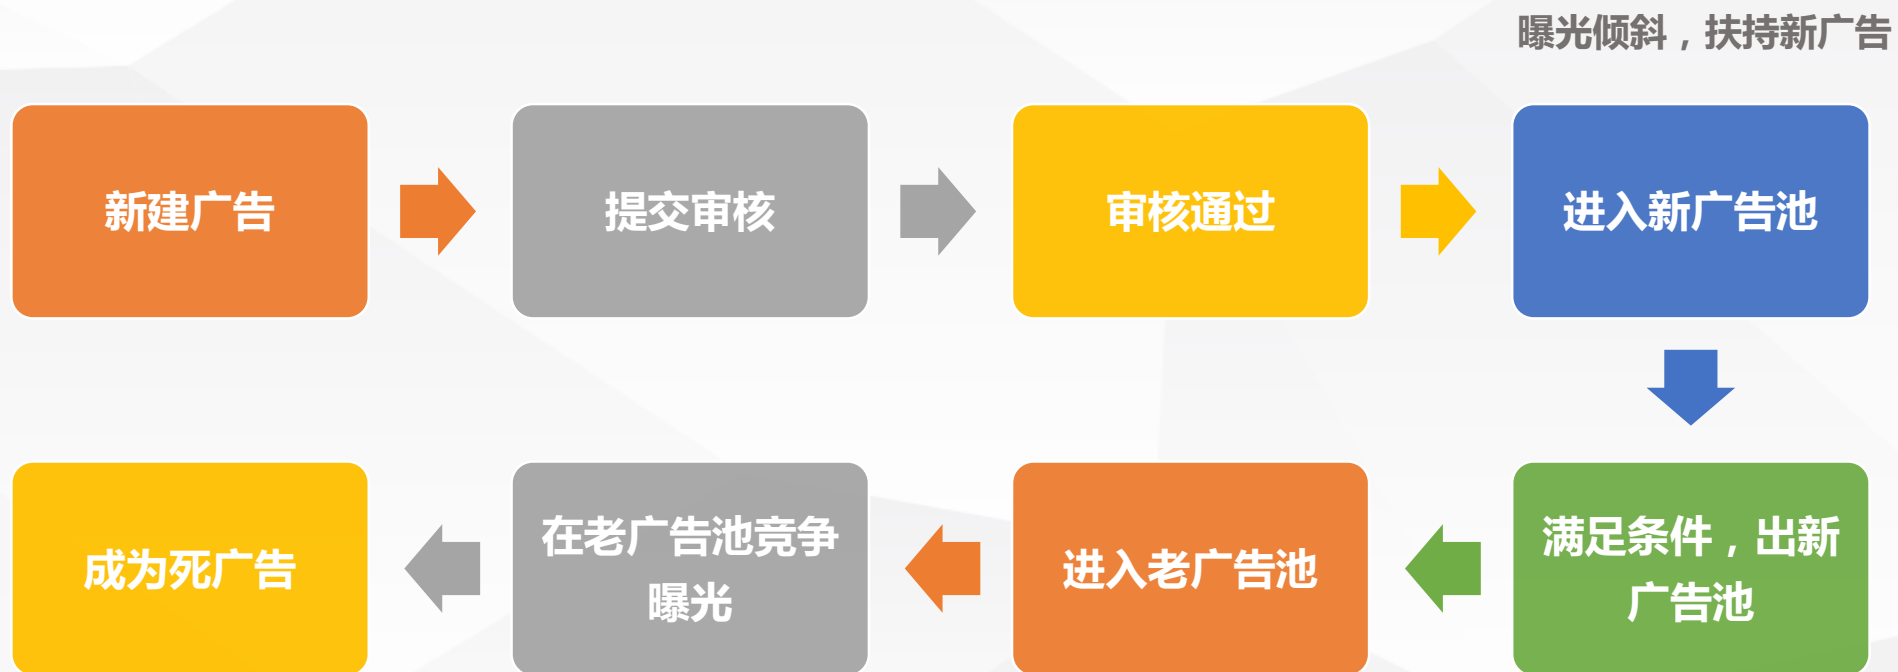 曝光倾斜，扶持新广告
新建广告
提交审核
审核通过
进入新广告池
满足条件，出新
广告池
进入老广告池
在老广告池竞争
曝光
成为死广告